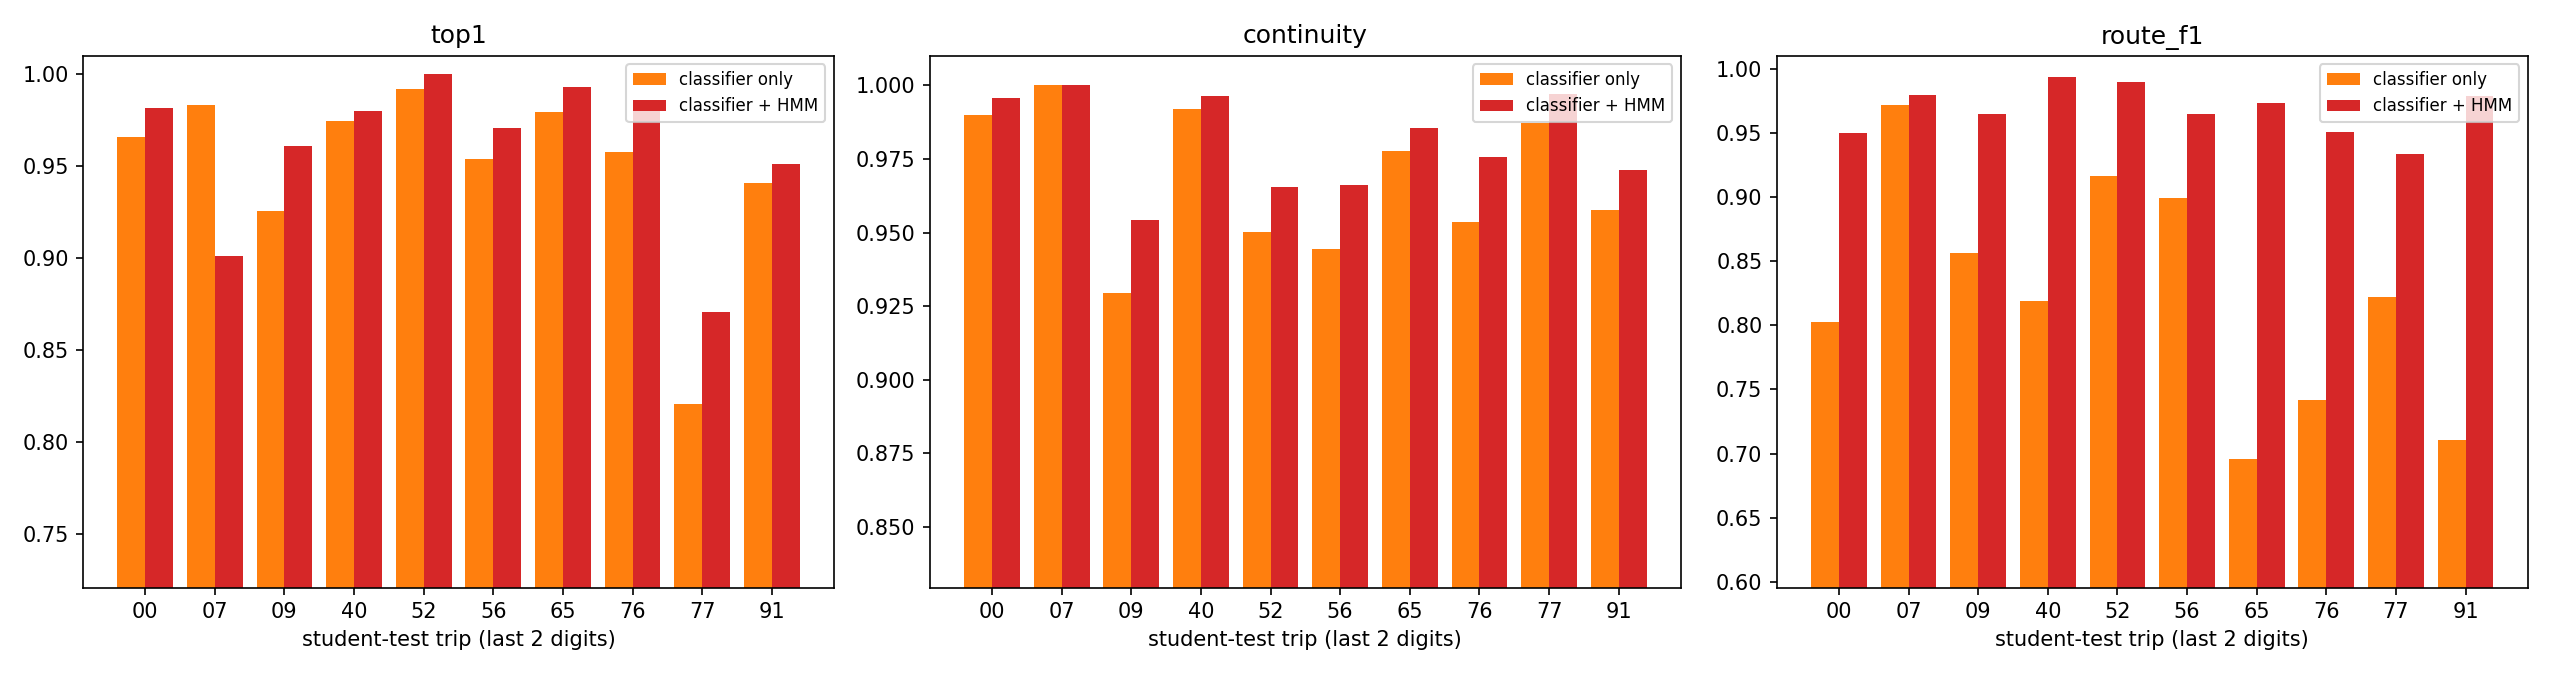 top1
1.00
0.95
0.90
0.85
0.80
0.75
classifier only
classifier + HMM
00 07 09 40 52 56 65 76 77 91
student-test trip (last 2 digits)
continuity
1.000
0.975
0.950
0.925
0.900
0.875
0.850
classifier only
classifier + HMM
00 07 09 40 52 56 65 76 77 91
student-test trip (last 2 digits)
route_f1
1.00
0.95
0.90
0.85
0.80
0.75
0.70
0.65
0.60
classifier only
classifier + HMM
00 07 09 40 52 56 65 76 77 91
student-test trip (last 2 digits)